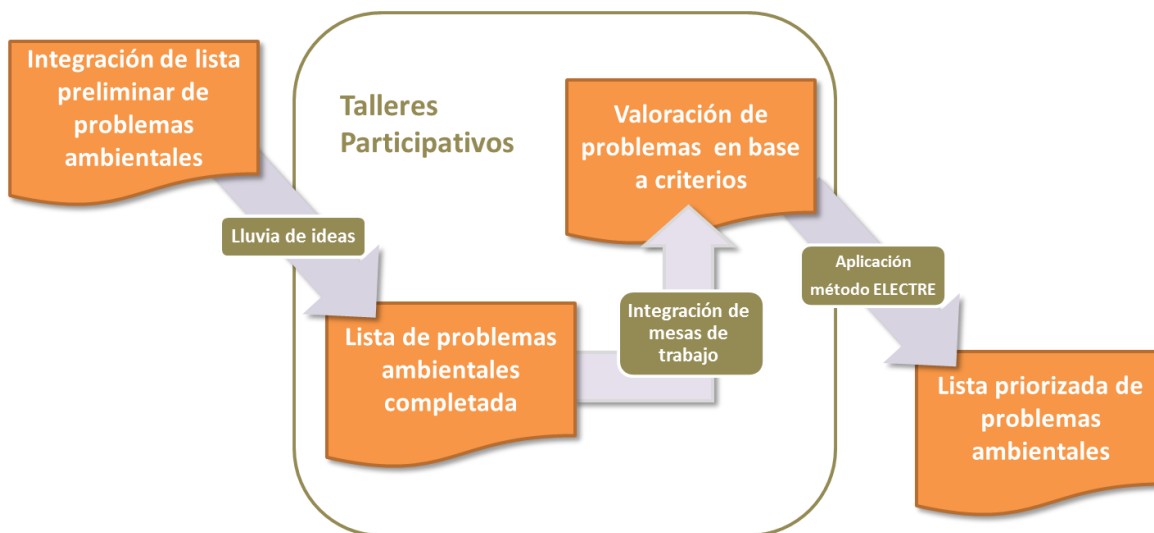 Integración de lista
preliminar de
problemas
ambientales
Lluvia de ideas
Talleres
Participativos
Lista de problemas
ambientales
completada
Integración de
mesas de
trabajo
Valoración de
problemas en base
a criterios
Aplicación
método ELECTRE
Lista priorizada de
problemas
ambientales